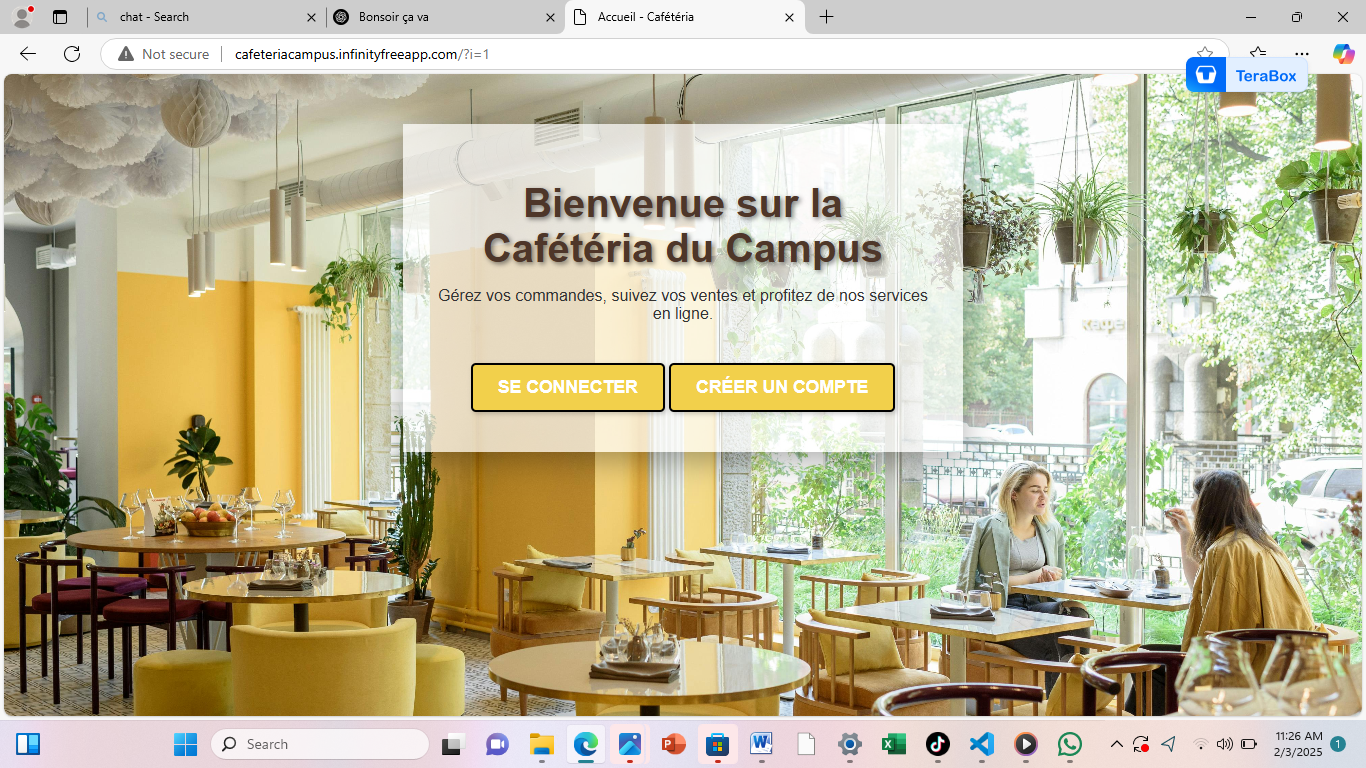 chat - Search
Bonsoir ça va
Accueil - Cafétéria
Not secure
cafeteriacampus.infinityfreeapp.com/?i=1
TeraBox
Bienvenue sur la
Cafétéria du Campus
Gérez vos commandes, suivez vos ventes et profitez de nos services
en ligne.
SE CONNECTER
CRÉER UN COMPTE
Search
11:26 AM
2/3/2025
1